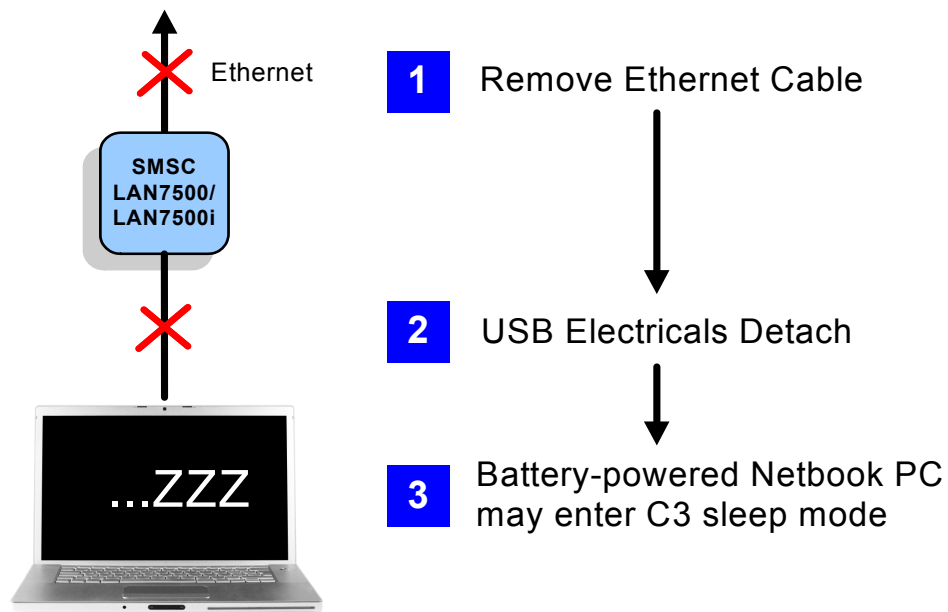 Ethernet
SMSC
LAN7500/
LAN7500i
...ZZZ
1
Remove Ethernet Cable
2
USB Electricals Detach
3
Battery-powered Netbook PC
may enter C3 sleep mode